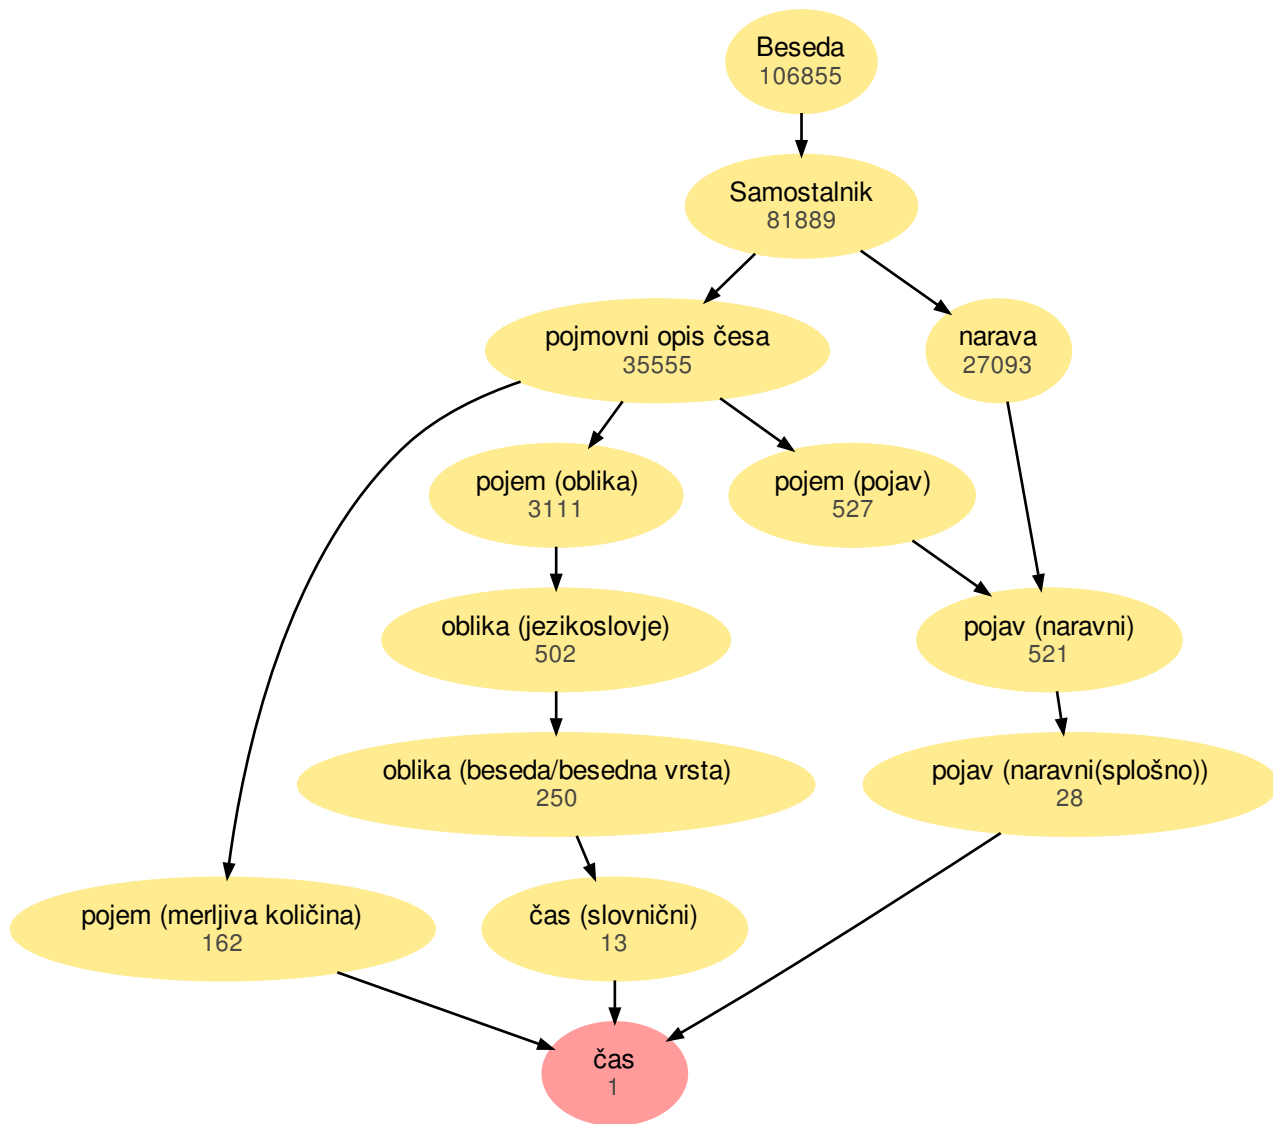 Beseda
106855
Samostalnik
81889
pojmovni opis česa
35555
narava
27093
pojem (oblika)
3111
pojem (pojav)
527
oblika (jezikoslovje)
502
pojav (naravni)
521
oblika (beseda/besedna vrsta)
250
pojav (naravni(splošno))
28
pojem (merljiva količina)
162
čas (slovnični)
13
čas
1